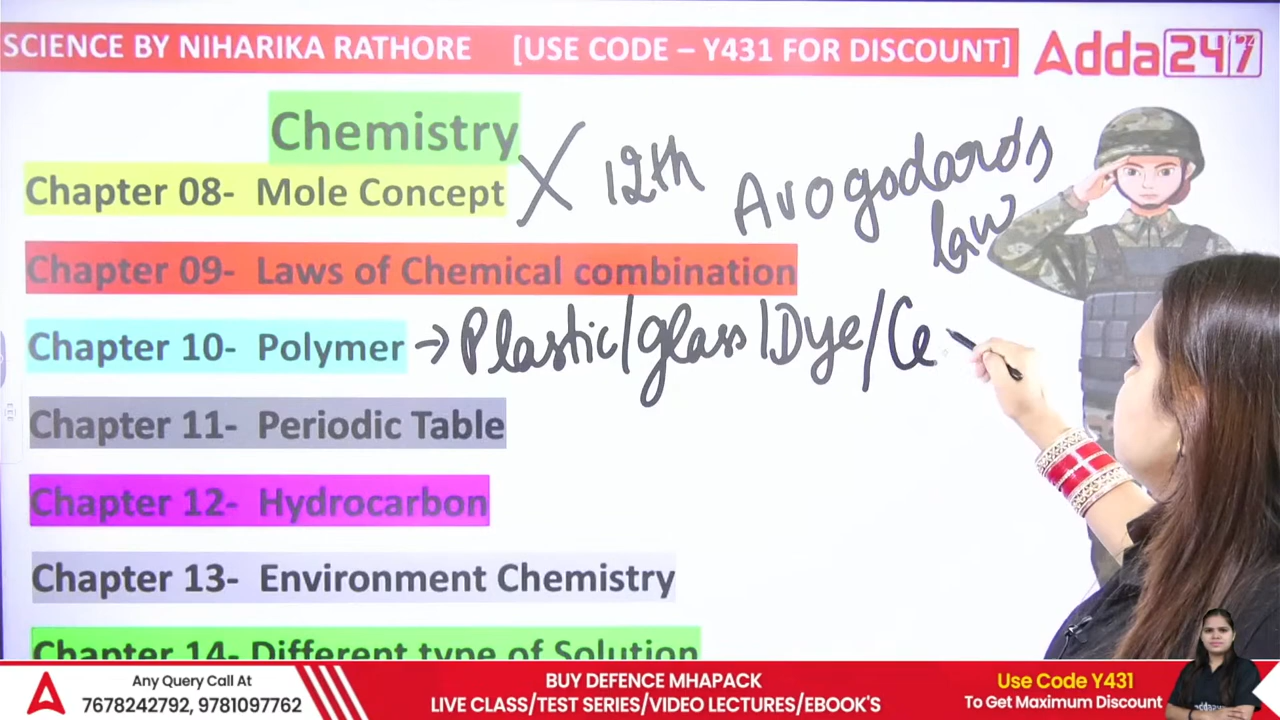 SCIENCE BY NIHARIKA RATHORE [USE CODE – Y431 FOR DISCOUNT] Adda247
Chemistry
Chapter 08- Mole Concept X 12th Avogodards law
Chapter 09- Laws of Chemical combination
Chapter 10- Polymer → Plastic/glass/Dye/Ce
Chapter 11- Periodic Table
Chapter 12- Hydrocarbon
Chapter 13- Environment Chemistry
Chapter 14- Different type of Solution
Any Query Call At
7678242792, 9781097762
BUY DEFENCE MHAPACK
LIVE CLASS/TEST SERIES/VIDEO LECTURES/EBOOK'S
Use Code Y431
To Get Maximum Discount